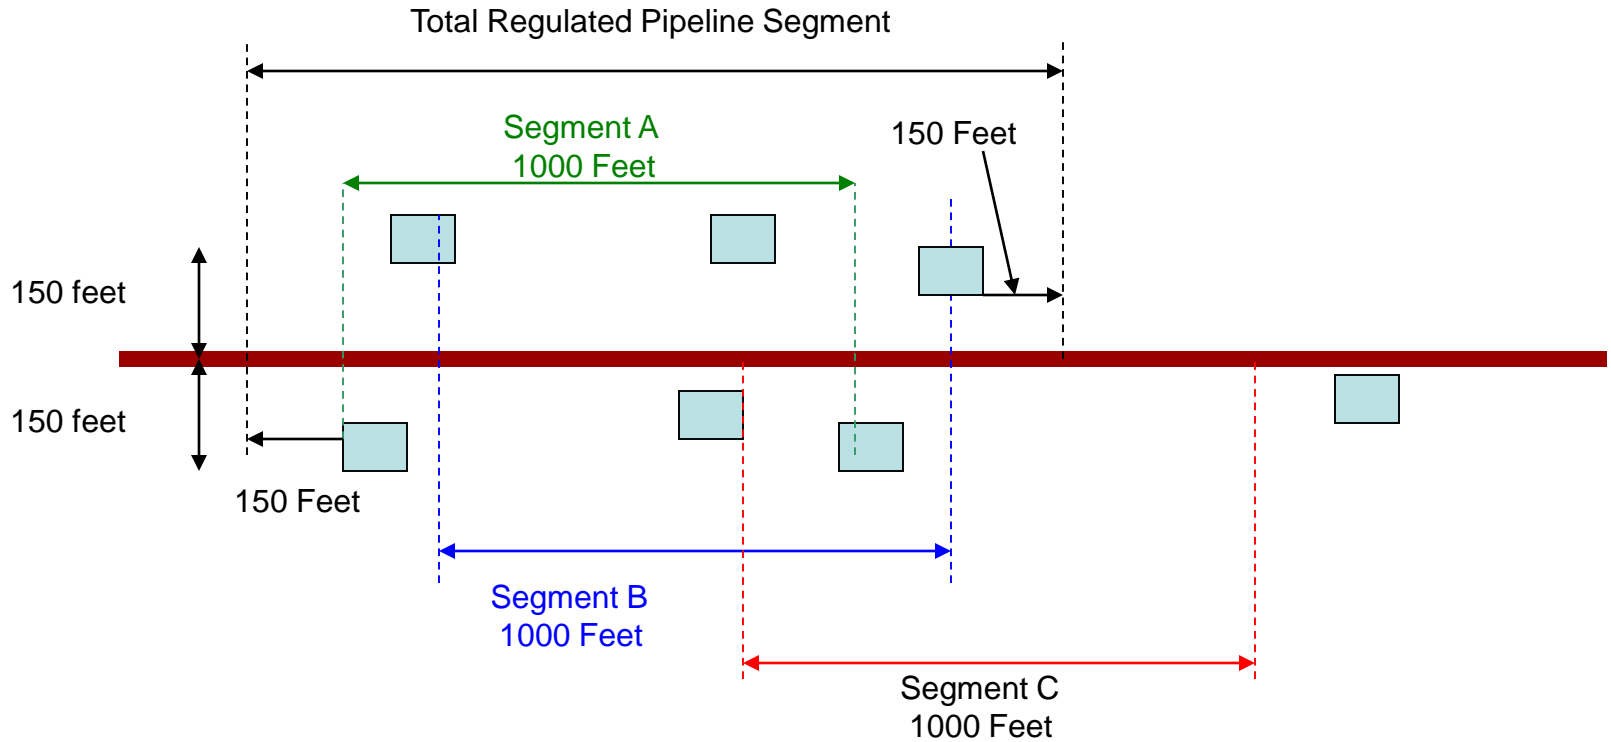 Total Regulated Pipeline Segment
Segment A
1000 Feet
150 Feet
150 feet
150 feet
150 Feet
Segment B
1000 Feet
Segment C
1000 Feet